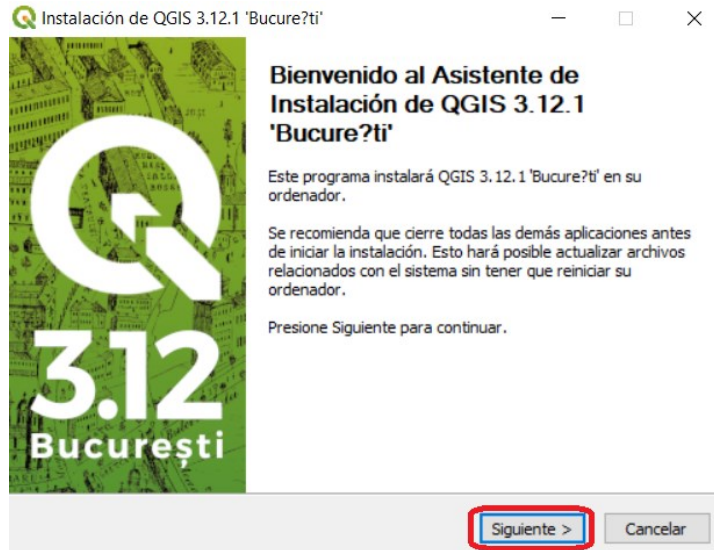 Instalación de QGIS 3.12.1 'Bucure?ti'
Bienvenido al Asistente de
Instalación de QGIS 3.12.1
'Bucure?ti'
Este programa instalará QGIS 3.12.1 'Bucure?ti' en su
ordenador.
Se recomienda que cierre todas las demás aplicaciones antes
de iniciar la instalación. Esto hará posible actualizar archivos
relacionados con el sistema sin tener que reiniciar su
ordenador.
Presione Siguiente para continuar.
3.12
București
Siguiente >
Cancelar